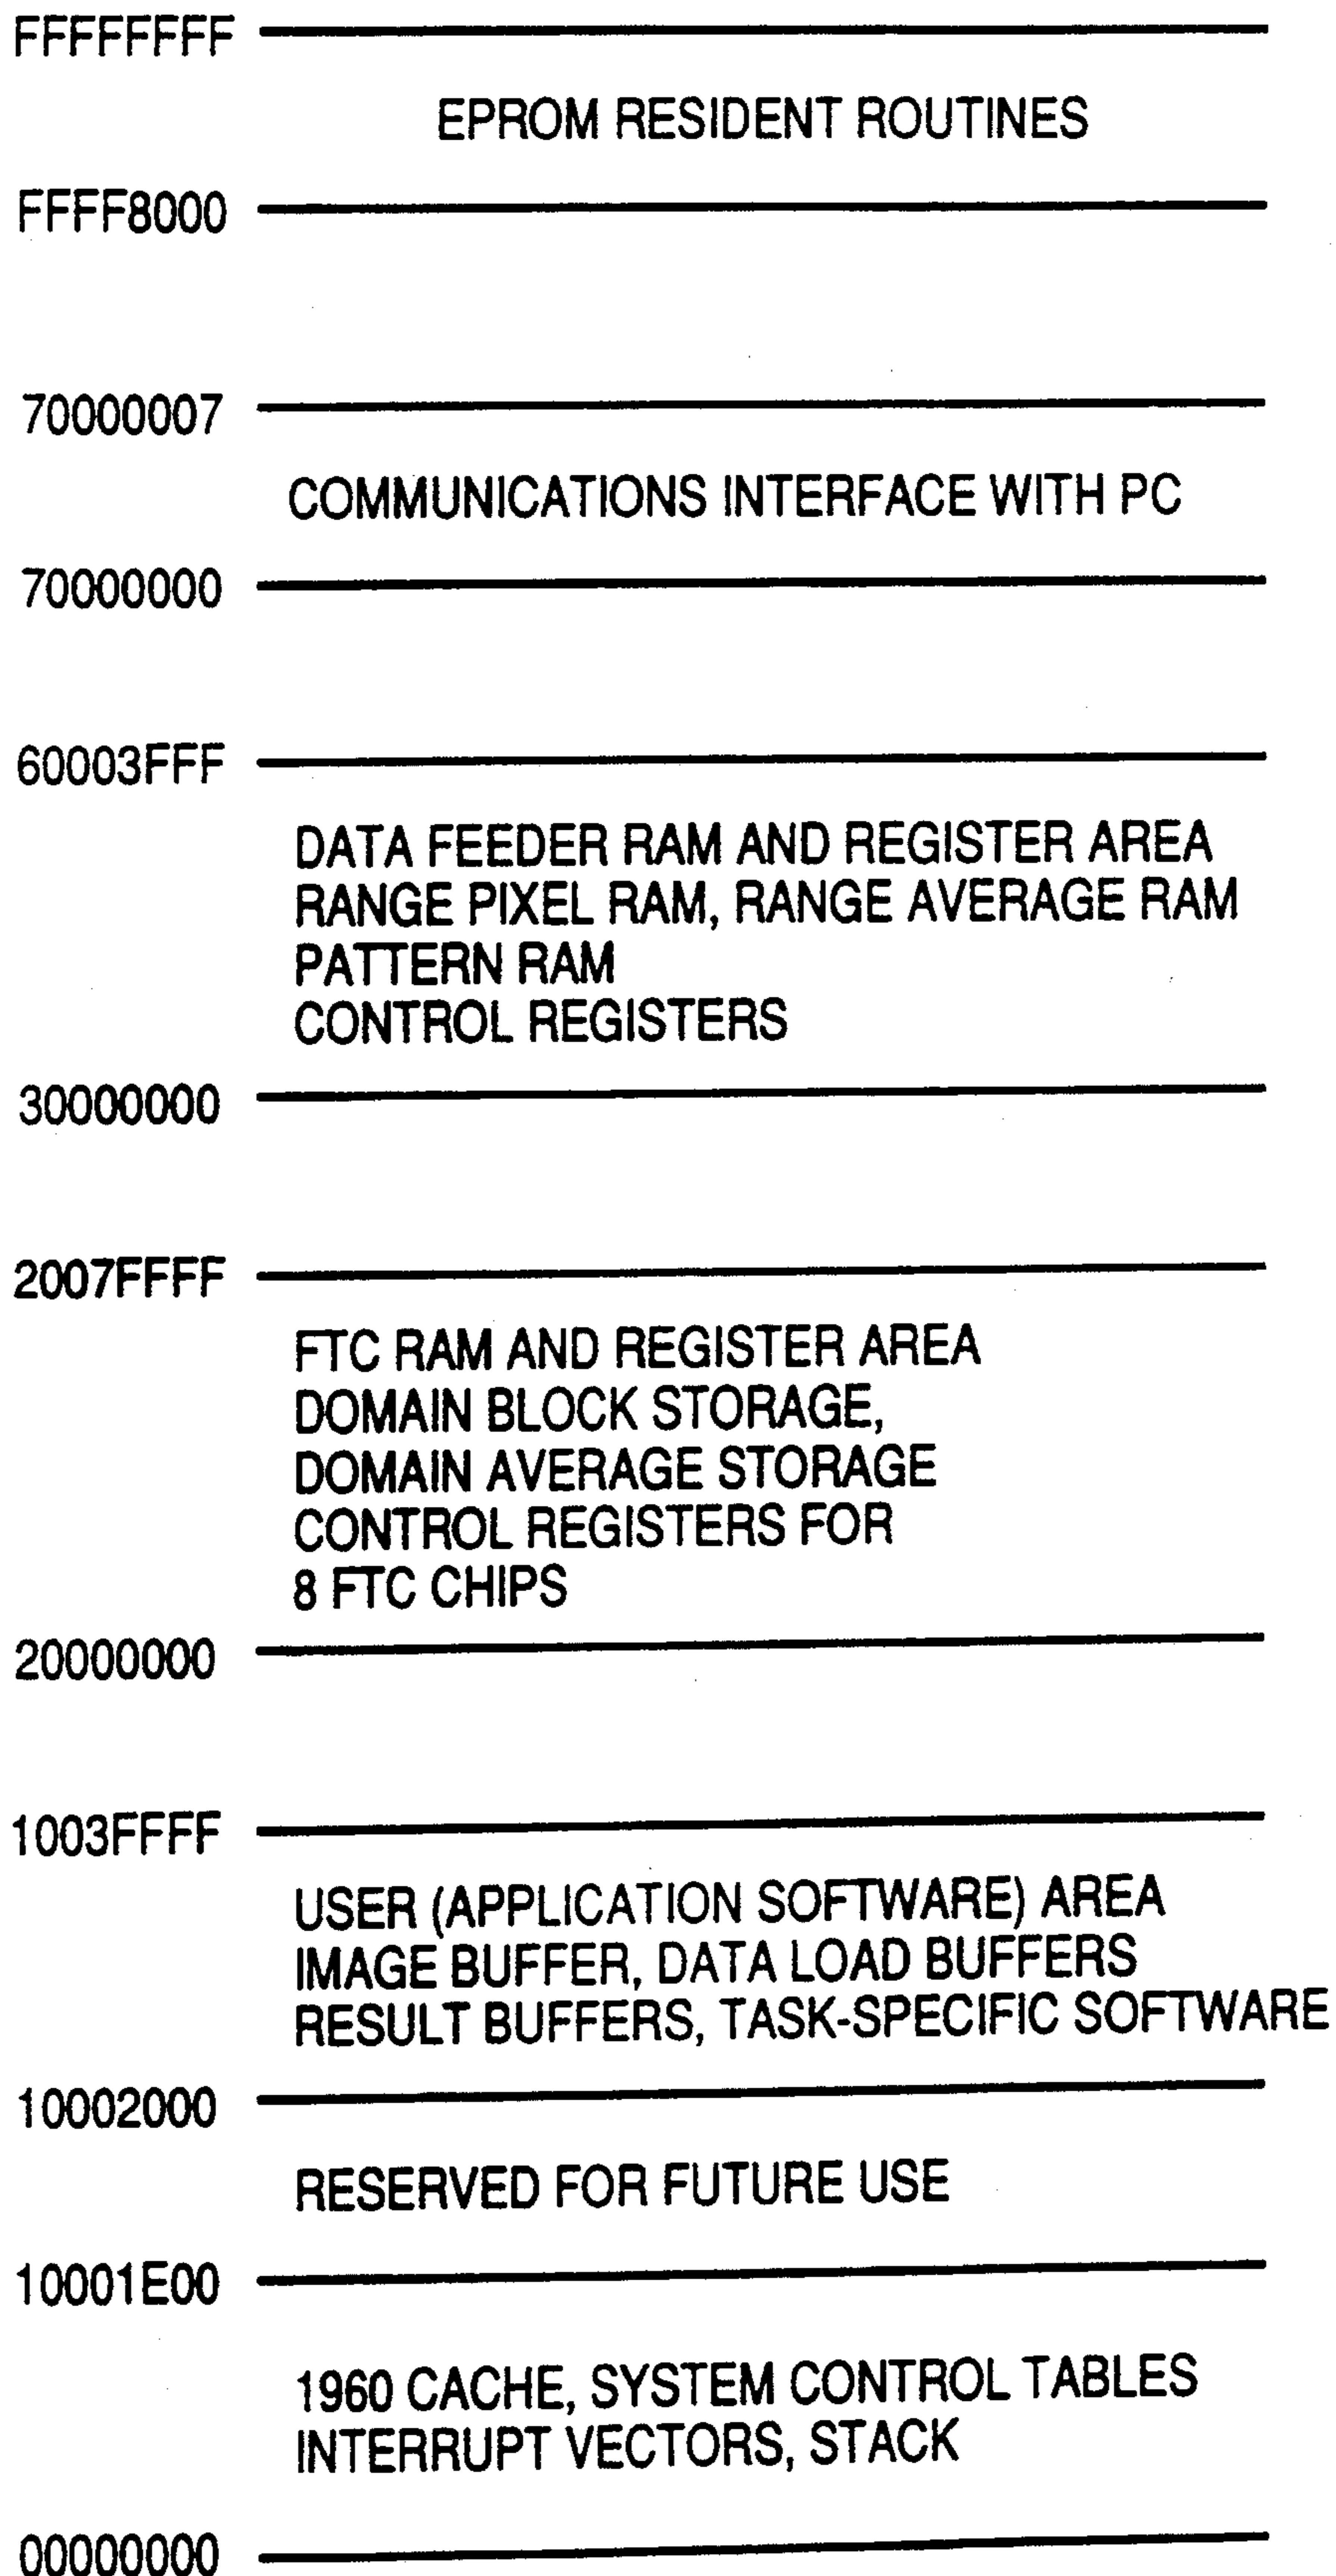 FFFFFFFF
EPROM RESIDENT ROUTINES
FFFF8000
70000007
COMMUNICATIONS INTERFACE WITH PC
70000000
60003FFF
DATA FEEDER RAM AND REGISTER AREA
RANGE PIXEL RAM, RANGE AVERAGE RAM
PATTERN RAM
CONTROL REGISTERS
30000000
2007FFFF
FTC RAM AND REGISTER AREA
DOMAIN BLOCK STORAGE,
DOMAIN AVERAGE STORAGE
CONTROL REGISTERS FOR
8 FTC CHIPS
20000000
1003FFFF
USER (APPLICATION SOFTWARE) AREA
IMAGE BUFFER, DATA LOAD BUFFERS
RESULT BUFFERS, TASK-SPECIFIC SOFTWARE
10002000
RESERVED FOR FUTURE USE
10001E00
1960 CACHE, SYSTEM CONTROL TABLES
INTERRUPT VECTORS, STACK
00000000